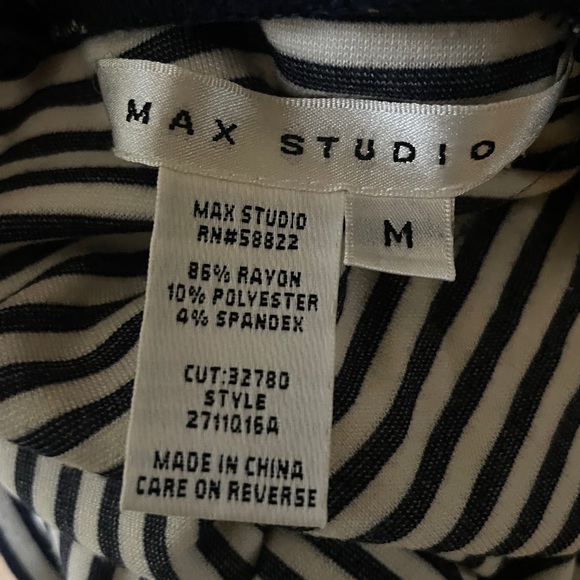 MAX STUDIO
M
MAX STUDIO
RN#58822
86% RAYON
10% POLYESTER
4% SPANDEX
CUT:32780
STYLE
2711Q16A
MADE IN CHINA
CARE ON REVERSE